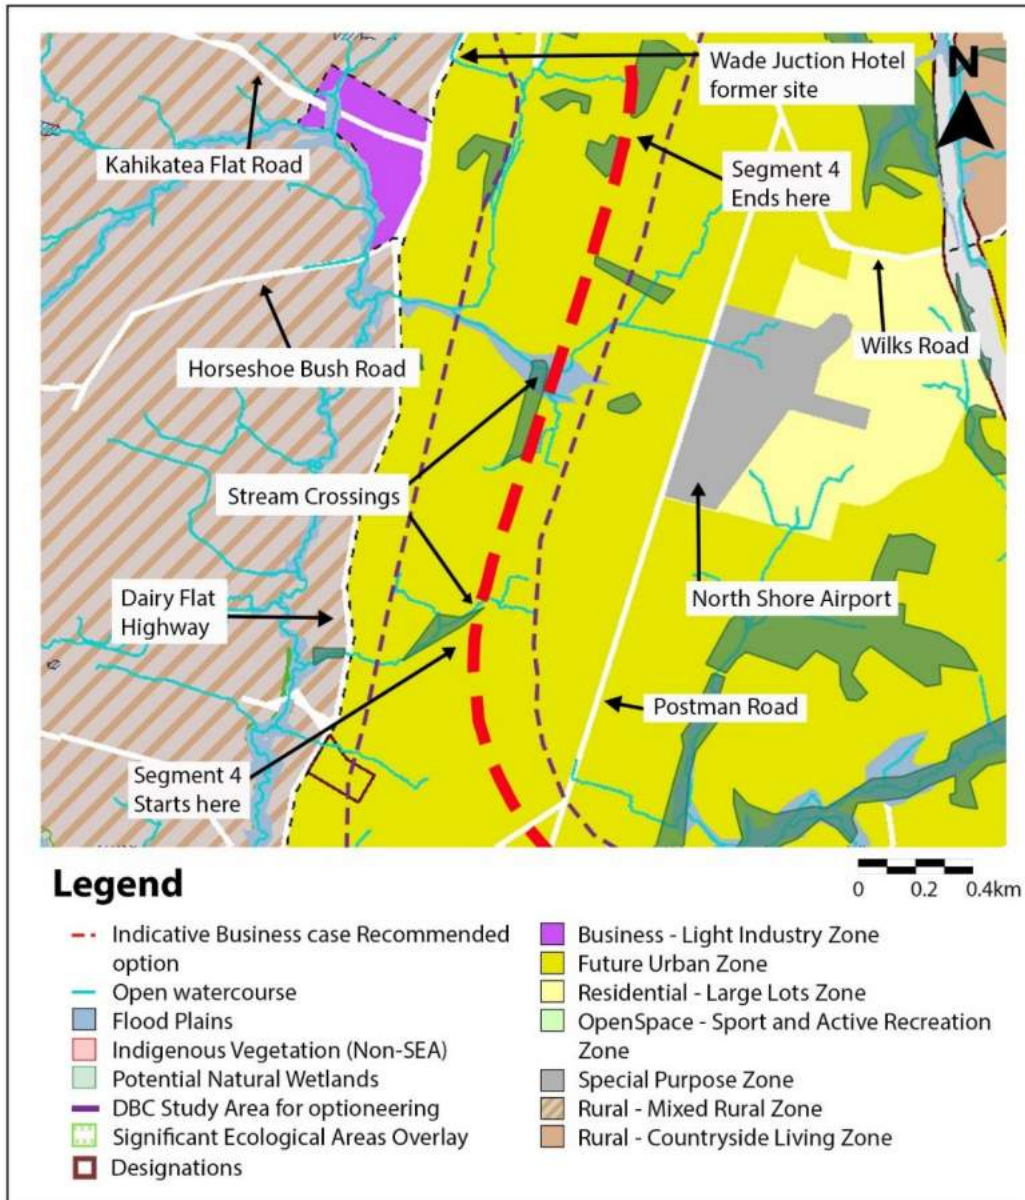 Wade Juction Hotel
former site
N
Kahikatea Flat Road
Segment 4
Ends here
Wilks Road
Horseshoe Bush Road
Stream Crossings
Dairy Flat
Highway
North Shore Airport
Postman Road
Segment 4
Starts here
Legend
0 0.2 0.4km
Indicative Business case Recommended
option
Open watercourse
Flood Plains
Indigenous Vegetation (Non-SEA)
Potential Natural Wetlands
DBC Study Area for optioneering
Significant Ecological Areas Overlay
Designations
Business - Light Industry Zone
Future Urban Zone
Residential - Large Lots Zone
OpenSpace - Sport and Active Recreation
Zone
Special Purpose Zone
Rural - Mixed Rural Zone
Rural - Countryside Living Zone